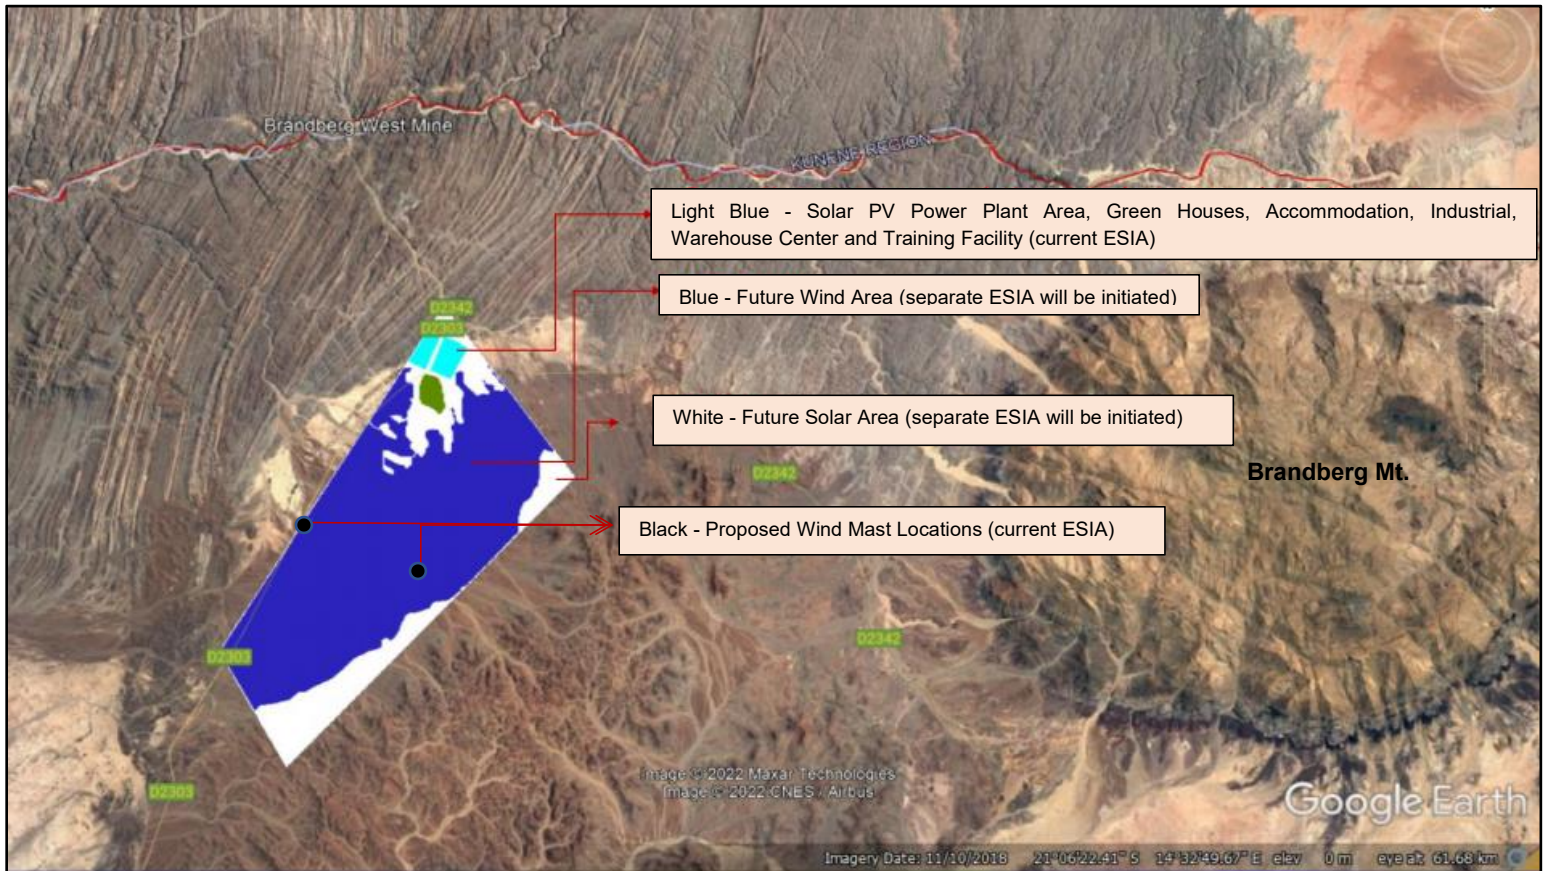 Brandberg West Mine
KUNENE REGION
Light Blue - Solar PV Power Plant Area, Green Houses, Accommodation, Industrial,
Warehouse Center and Training Facility (current ESIA)
Blue - Future Wind Area (separate ESIA will be initiated)
D2342
D2303
White - Future Solar Area (separate ESIA will be initiated)
D2342
Brandberg Mt.
Black - Proposed Wind Mast Locations (current ESIA)
D2342
D2303
D2303
Image © 2022 Maxar Technologies
Image © 2022 CNES / Airbus
Google Earth
Imagery Date: 11/10/2018 21°06'22.41" S 14°32'49.67" E elev 0 m eye alt 61.68 km